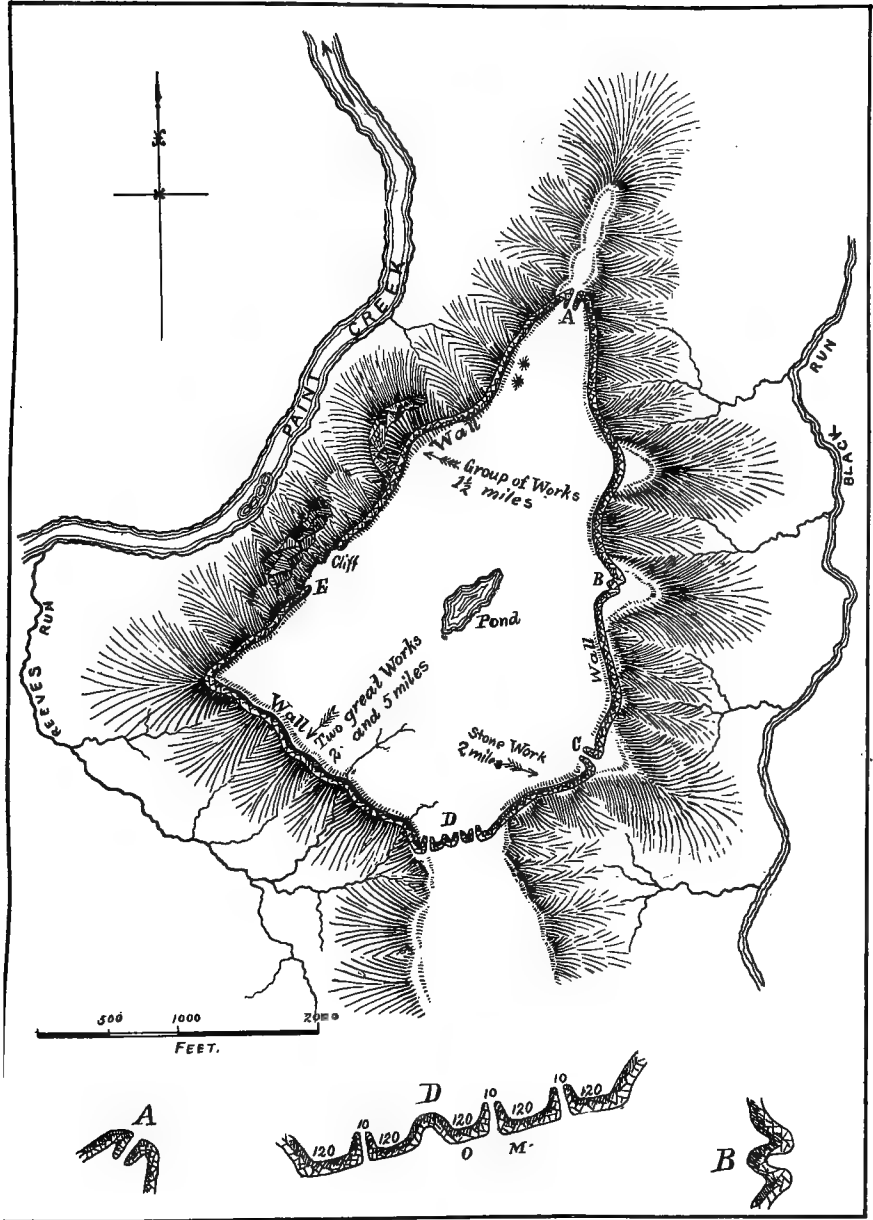 PAINT CREEK
A
BLACK RUN
Wall
Group of Works
1½ miles
Cliff
E
B
Pond
REEVES RUN
Wall
Wall
Two great Works
2 and 5 miles
Stone Work
2 miles
C
D
500 1000 2000
FEET.
A
D
120 10 120 120 10 120 10 120
O M
B